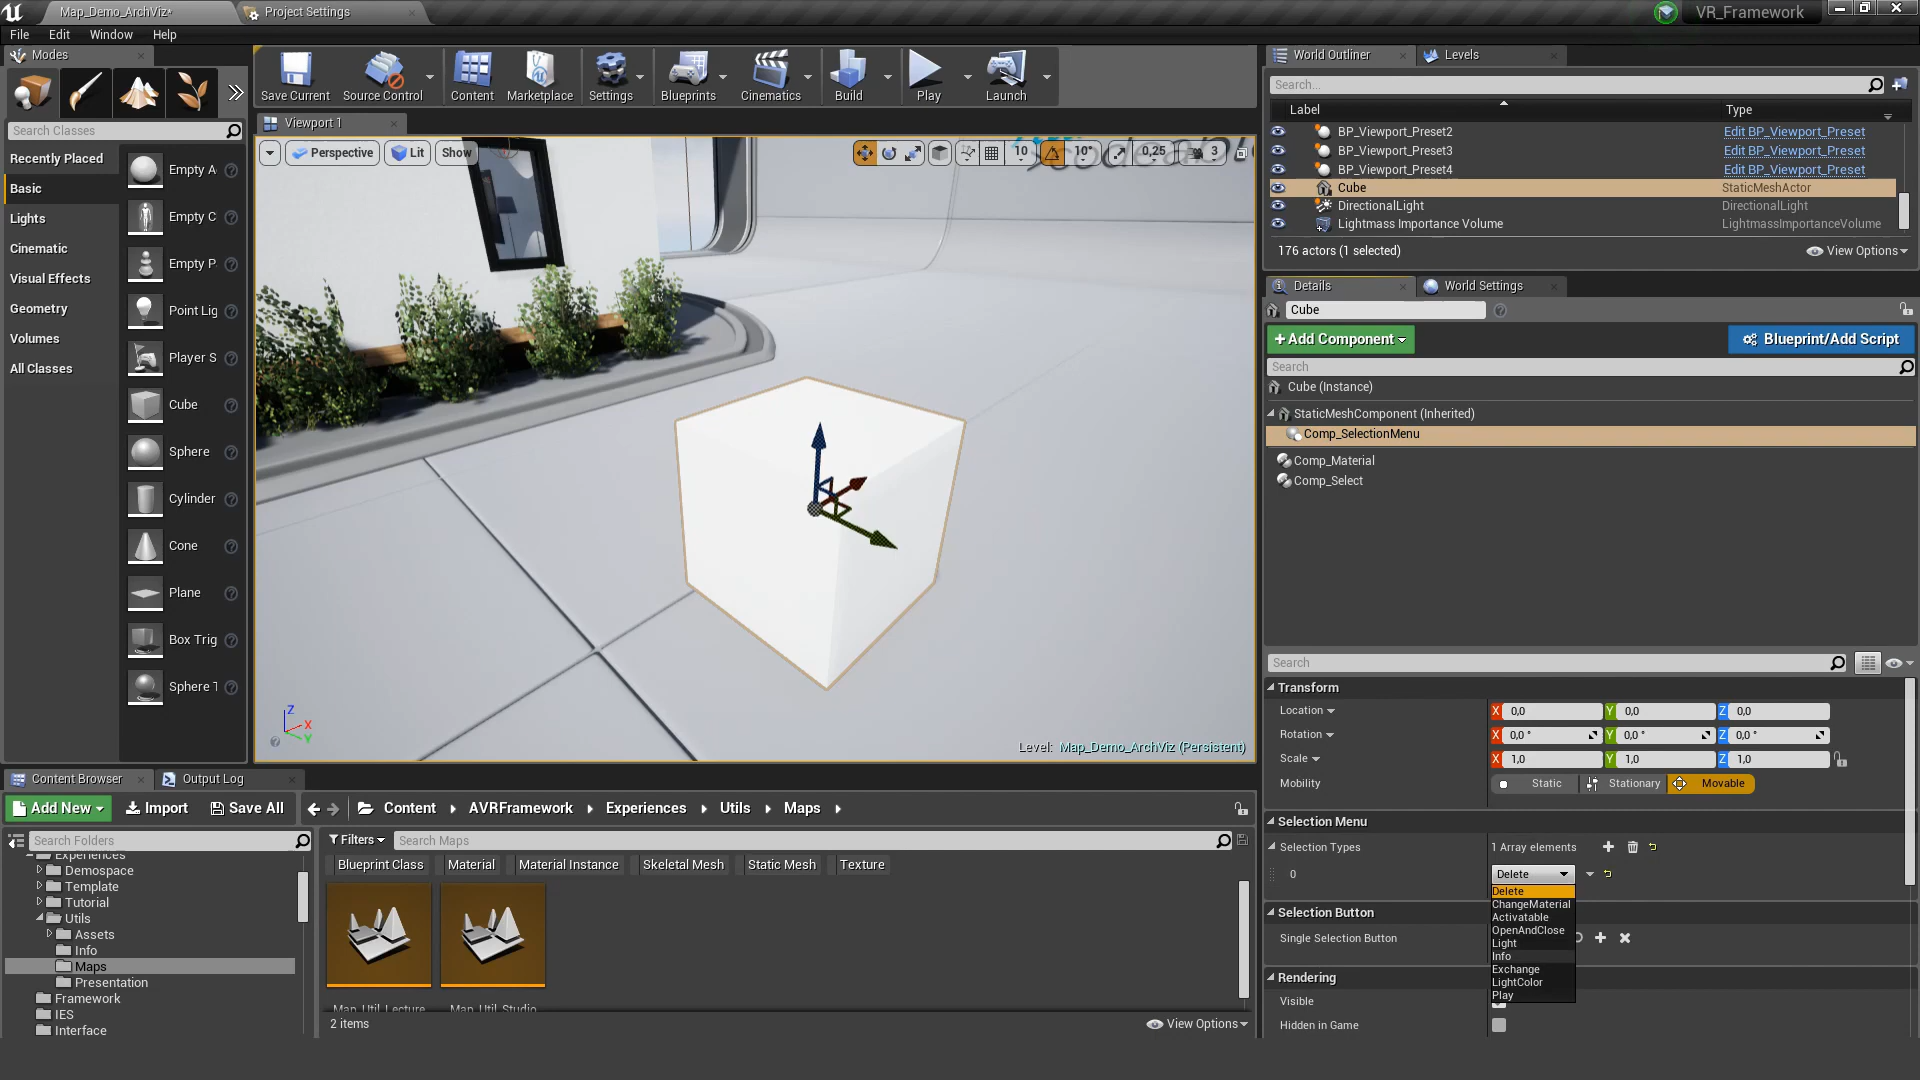 Map_Demo_ArchViz*
Project Settings
VR_Framework
File Edit Window Help
Modes
Search Classes
Recently Placed
Basic
Lights
Cinematic
Visual Effects
Geometry
Volumes
All Classes
Empty A
Empty C
Empty P
Point Lig
Player S
Cube
Sphere
Cylinder
Cone
Plane
Box Trig
Sphere T
Save Current
Source Control
Content
Marketplace
Settings
Blueprints
Cinematics
Build
Play
Launch
Viewport 1
Perspective
Lit
Show
10
10°
0,25
3
Z
X
Y
Level: Map_Demo_ArchViz (Persistent)
World Outliner
Levels
Search...
Label
Type
BP_Viewport_Preset2 Edit BP_Viewport_Preset
BP_Viewport_Preset3 Edit BP_Viewport_Preset
BP_Viewport_Preset4 Edit BP_Viewport_Preset
Cube StaticMeshActor
DirectionalLight DirectionalLight
Lightmass Importance Volume LightmassImportanceVolume
176 actors (1 selected)
View Options
Details
World Settings
Cube
+Add Component
Blueprint/Add Script
Search
Cube (Instance)
StaticMeshComponent (Inherited)
Comp_SelectionMenu
Comp_Material
Comp_Select
Search
Transform
Location X 0,0 Y 0,0 Z 0,0
Rotation X 0,0 ° Y 0,0 ° Z 0,0 °
Scale X 1,0 Y 1,0 Z 1,0
Mobility Static Stationary Movable
Selection Menu
Selection Types 1 Array elements
0 Delete
Delete
ChangeMaterial
Activatable
OpenAndClose
Light
Info
Exchange
LightColor
Play
Selection Button
Single Selection Button
Rendering
Visible
Hidden in Game
Content Browser
Output Log
Add New
Import
Save All
Content AVRFramework Experiences Utils Maps
Search Folders
Experiences
Demospace
Template
Tutorial
Utils
Assets
Info
Maps
Presentation
Framework
IES
Interface
Filters
Search Maps
Blueprint Class Material Material Instance Skeletal Mesh Static Mesh Texture
Map_Util_Lecture
Map_Util_Studio
2 items
View Options